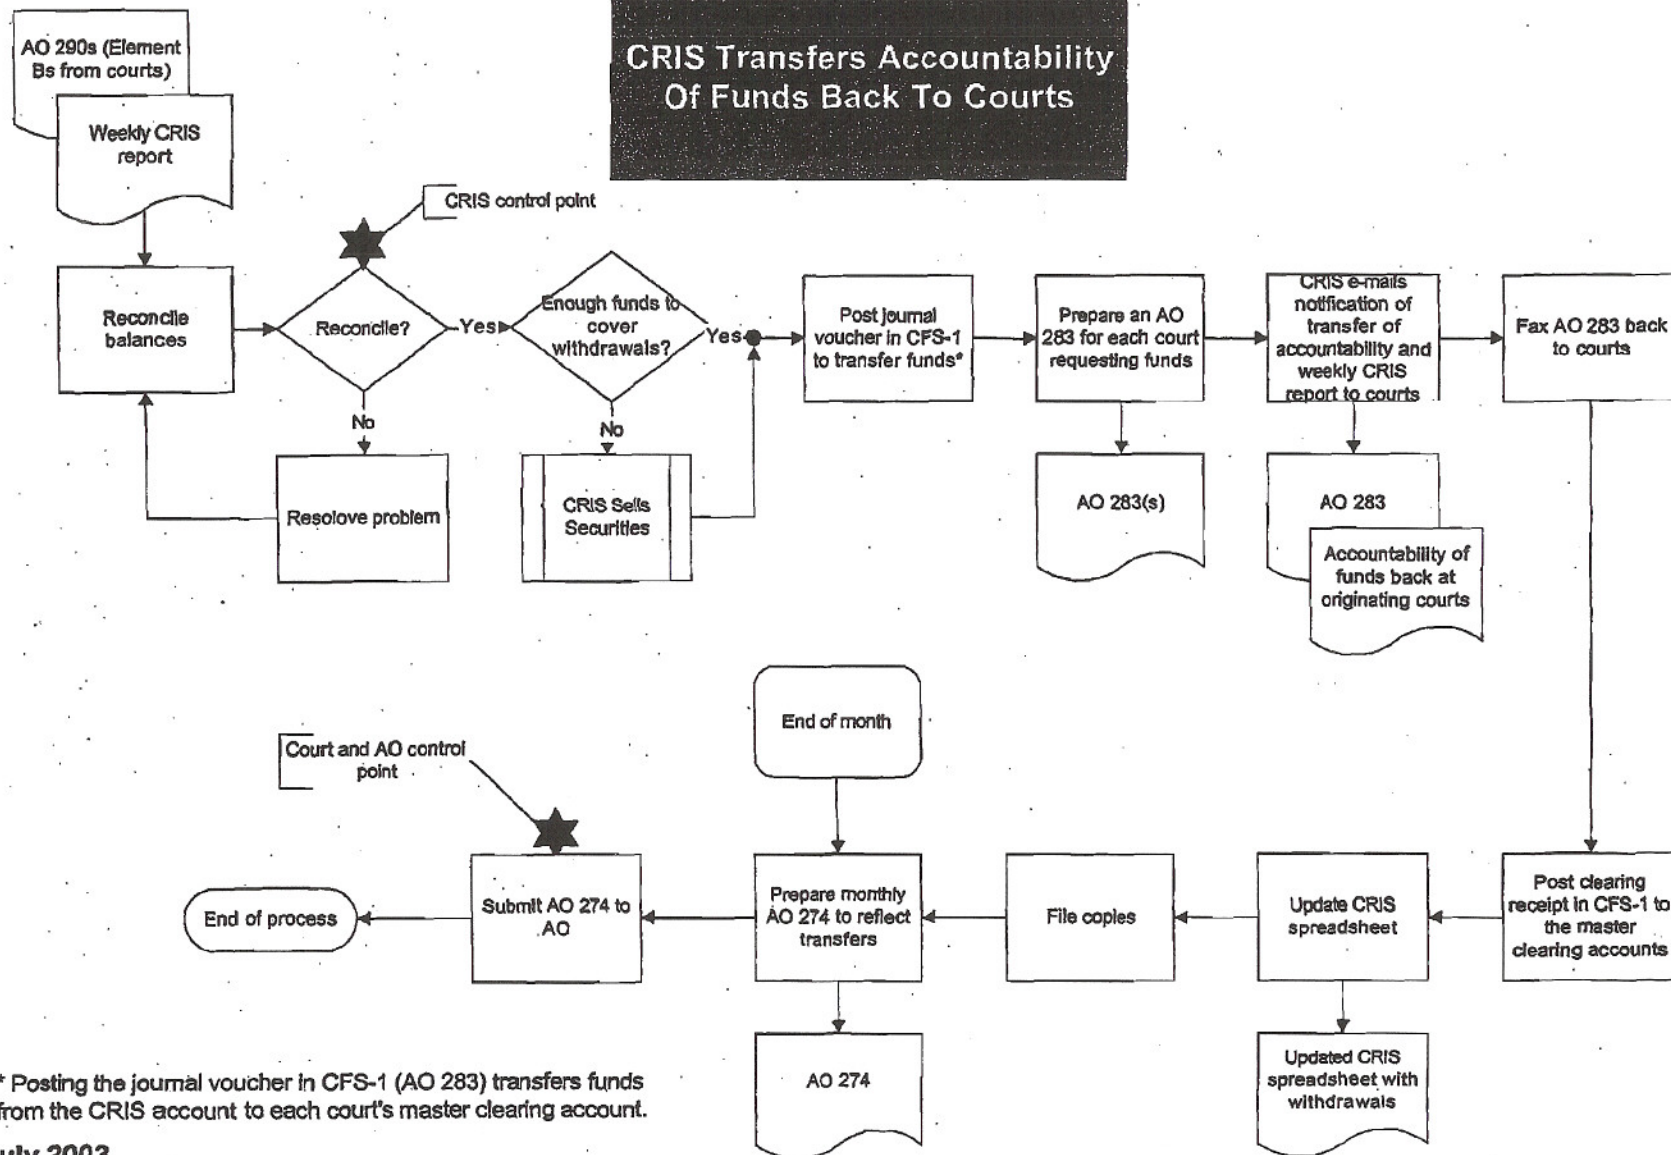 CRIS Transfers Accountability
Of Funds Back To Courts
AO 290s (Element
Bs from courts)
Weekly CRIS
report
CRIS control point
Reconcile
balances
Reconcile?
Yes
No
Resolove problem
Enough funds to
cover
withdrawals?
Yes
No
CRIS Sells
Securities
Post journal
voucher in CFS-1
to transfer funds*
Prepare an AO
283 for each court
requesting funds
AO 283(s)
CRIS e-mails
notification of
transfer of
accountability and
weekly CRIS
report to courts
AO 283
Accountability of
funds back at
originating courts
Fax AO 283 back
to courts
Post clearing
receipt in CFS-1 to
the master
clearing accounts
Update CRIS
spreadsheet
Updated CRIS
spreadsheet with
withdrawals
File copies
End of month
Prepare monthly
AO 274 to reflect
transfers
AO 274
Court and AO control
point
Submit AO 274 to
AO
End of process
* Posting the journal voucher in CFS-1 (AO 283) transfers funds
from the CRIS account to each court's master clearing account.
uly 2003